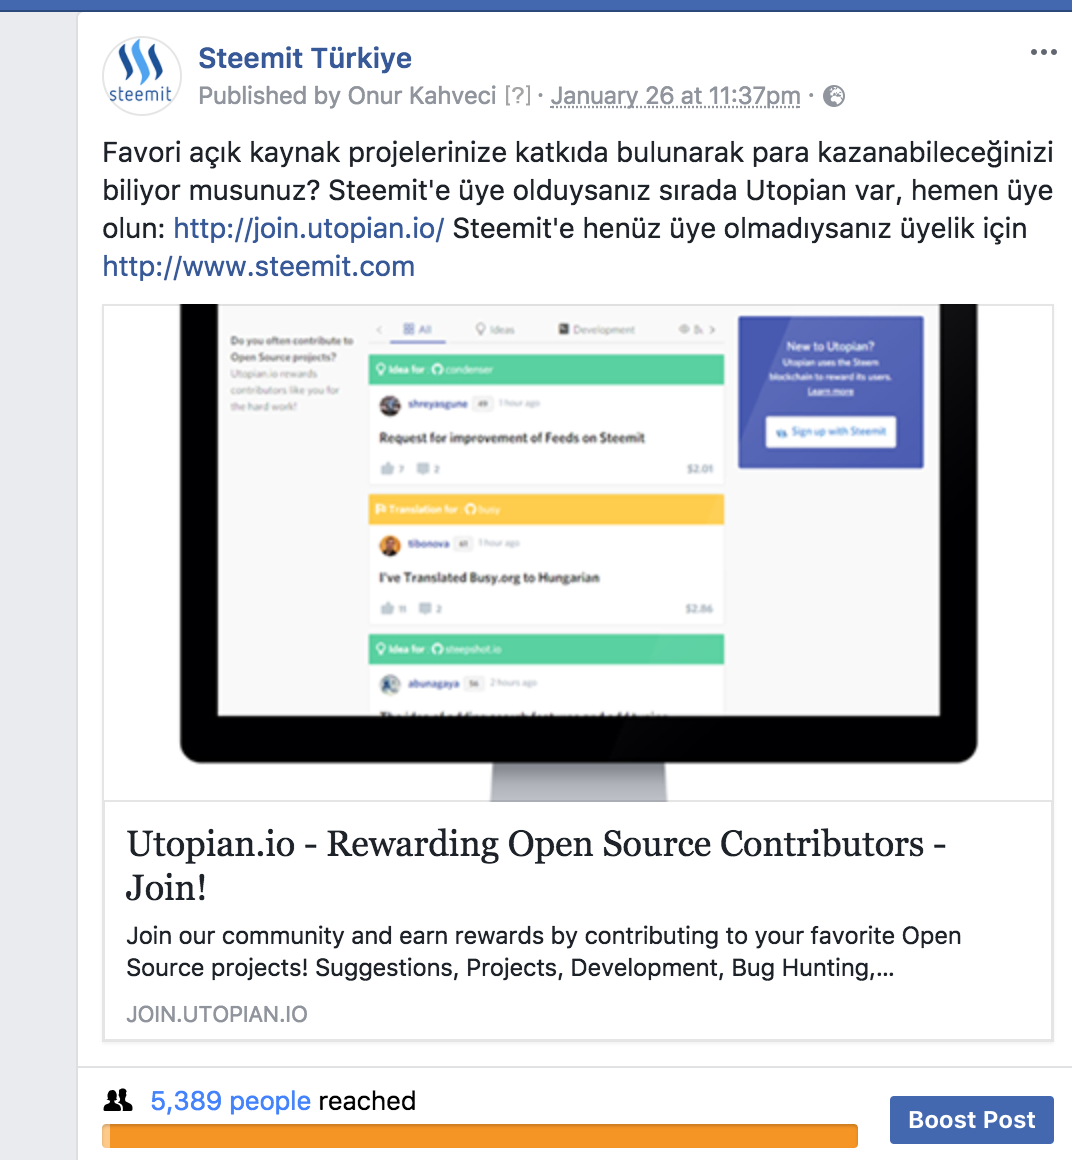 Steemit Türkiye
steemit
Published by Onur Kahveci [?] · January 26 at 11:37pm ·
Favori açık kaynak projelerinize katkıda bulunarak para kazanabileceğinizi
biliyor musunuz? Steemit'e üye olduysanız sırada Utopian var, hemen üye
olun: http://join.utopian.io/ Steemit'e henüz üye olmadıysanız üyelik için
http://www.steemit.com
Do you often contribute to
Open Source projects?
Utopian.io rewards
contributors like you for
the hard work!
All Ideas Development
New to Utopian?
Utopian uses the Steem
blockchain to reward its users.
Learn more
Sign up with Steemit
Idea for condenser
shreyasgune 49 1 hour ago
Request for improvement of Feeds on Steemit
7 2 $2.01
Translation for busy
tibonova 61 1 hour ago
I've Translated Busy.org to Hungarian
11 2 $2.86
Idea for steepshot.io
abunagaya 56 2 hours ago
Utopian.io - Rewarding Open Source Contributors -
Join!
Join our community and earn rewards by contributing to your favorite Open
Source projects! Suggestions, Projects, Development, Bug Hunting,...
JOIN.UTOPIAN.IO
5,389 people reached
Boost Post